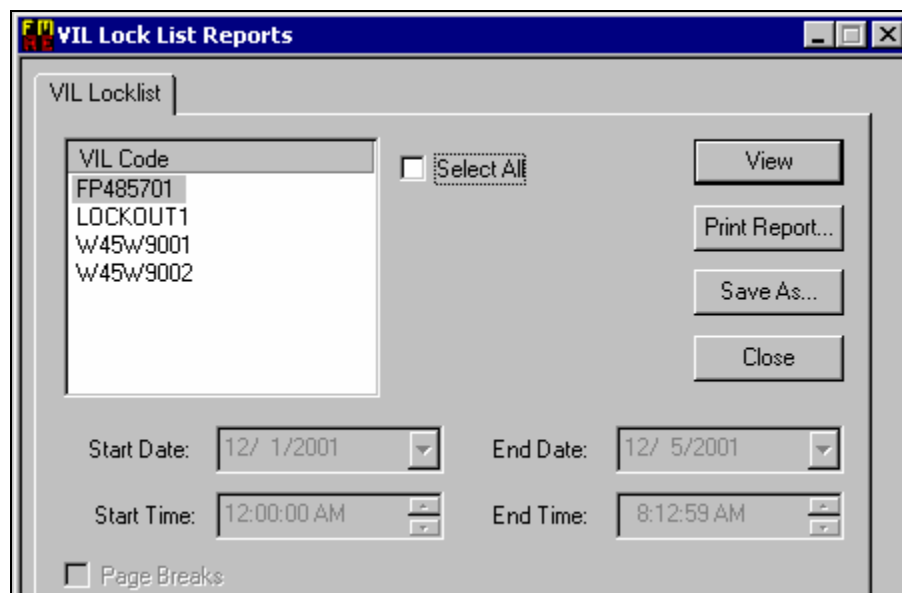 FM
RE
VIL Lock List Reports
VIL Locklist
VIL Code
FP485701
LOCKOUT1
W45W9001
W45W9002
Select All
View
Print Report...
Save As...
Close
Start Date: 12/ 1/2001 End Date: 12/ 5/2001
Start Time: 12:00:00 AM End Time: 8:12:59 AM
Page Breaks